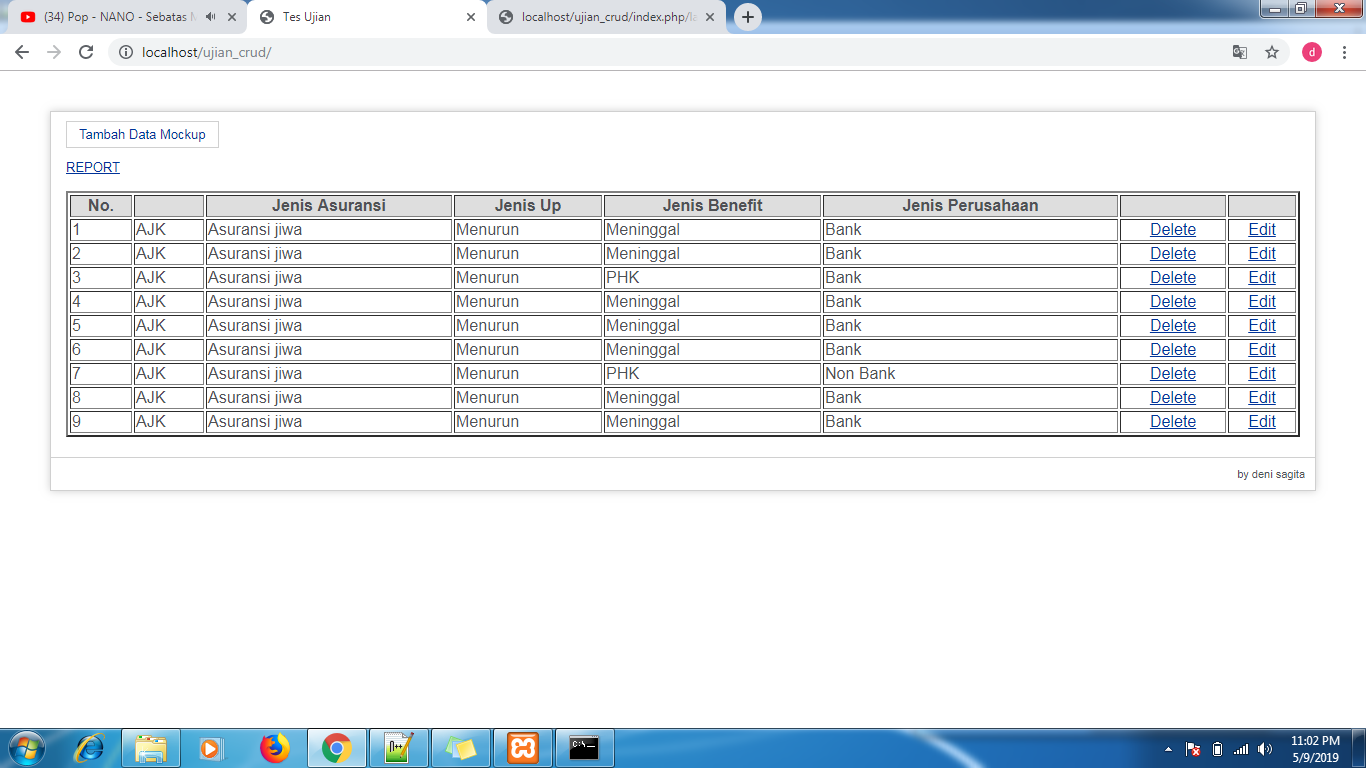 (34) Pop - NANO - Sebatas
Tes Ujian
localhost/ujian_crud/index.php/
localhost/ujian_crud/
d
Tambah Data Mockup
REPORT
No. Jenis Asuransi Jenis Up Jenis Benefit Jenis Perusahaan
1 AJK Asuransi jiwa Menurun Meninggal Bank Delete Edit
2 AJK Asuransi jiwa Menurun Meninggal Bank Delete Edit
3 AJK Asuransi jiwa Menurun PHK Bank Delete Edit
4 AJK Asuransi jiwa Menurun Meninggal Bank Delete Edit
5 AJK Asuransi jiwa Menurun Meninggal Bank Delete Edit
6 AJK Asuransi jiwa Menurun Meninggal Bank Delete Edit
7 AJK Asuransi jiwa Menurun PHK Non Bank Delete Edit
8 AJK Asuransi jiwa Menurun Meninggal Bank Delete Edit
9 AJK Asuransi jiwa Menurun Meninggal Bank Delete Edit
by deni sagita
11:02 PM
5/9/2019